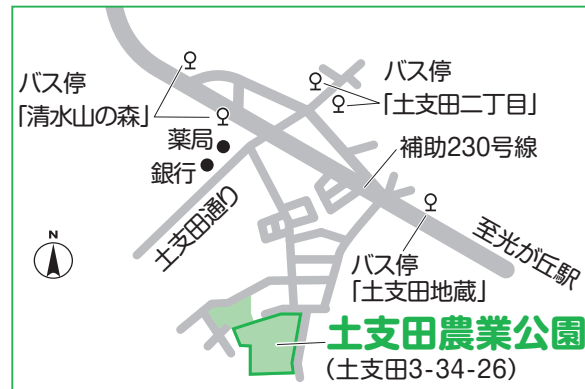 バス停
「清水山の森」
バス停
「土支田二丁目」
薬局
銀行
補助230号線
土支田通り
N
バス停
「土支田地蔵」
至光が丘駅
土支田農業公園
(土支田3-34-26)